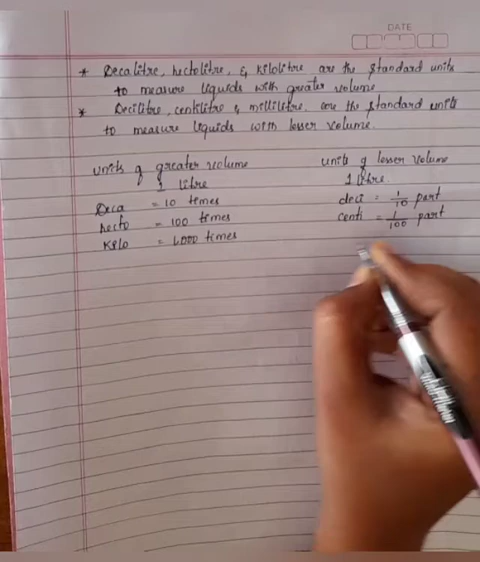 DATE
* Decalitre, hectolitre, & kilolitre are the standard units
to measure liquids with greater volume
* Decilitre, centilitre & millilitre are the standard units
to measure liquids with lesser volume.
units of greater volume
1 litre
Deca = 10 times
hecto = 100 times
Kilo = 1,000 times
units of lesser volume
1 litre
deci = 1/10 part
centi = 1/100 part